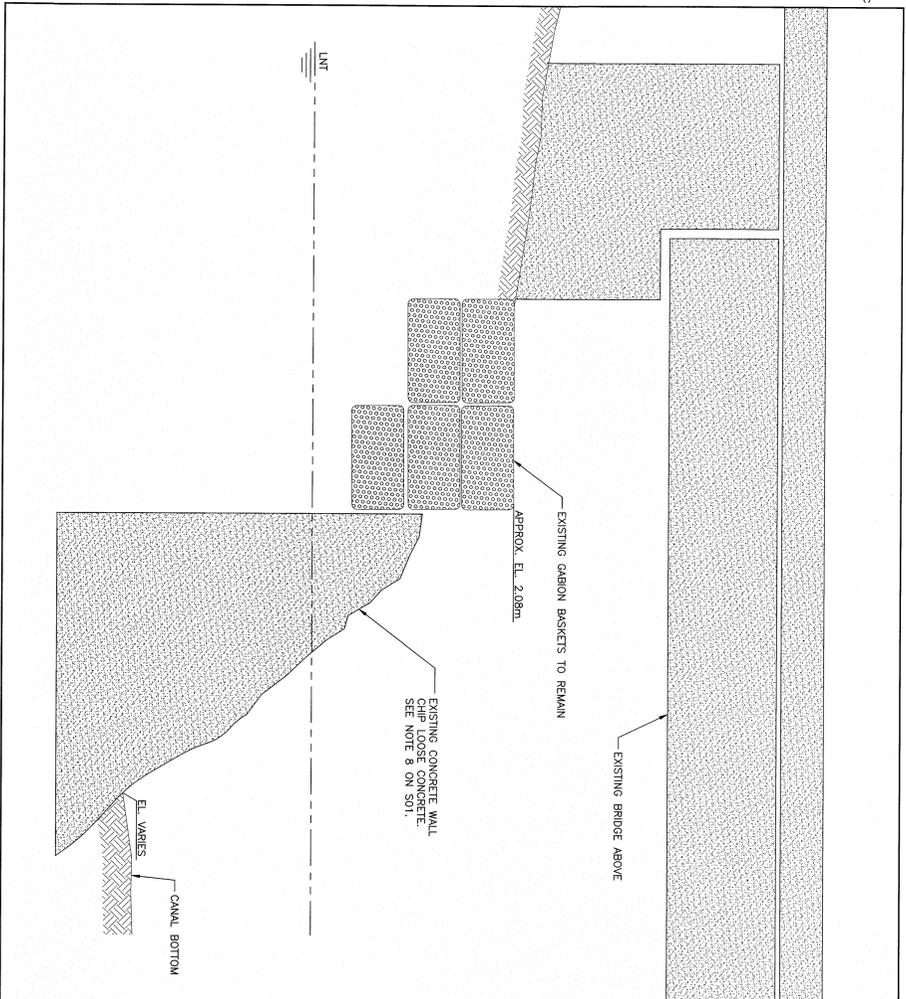 EXISTING BRIDGE ABOVE
EXISTING GABION BASKETS TO REMAIN
APPROX. EL. 2.08m
EXISTING CONCRETE WALL
CHIP LOOSE CONCRETE.
SEE NOTE 8 ON S01.
LNT
CANAL BOTTOM
EL. VARIES